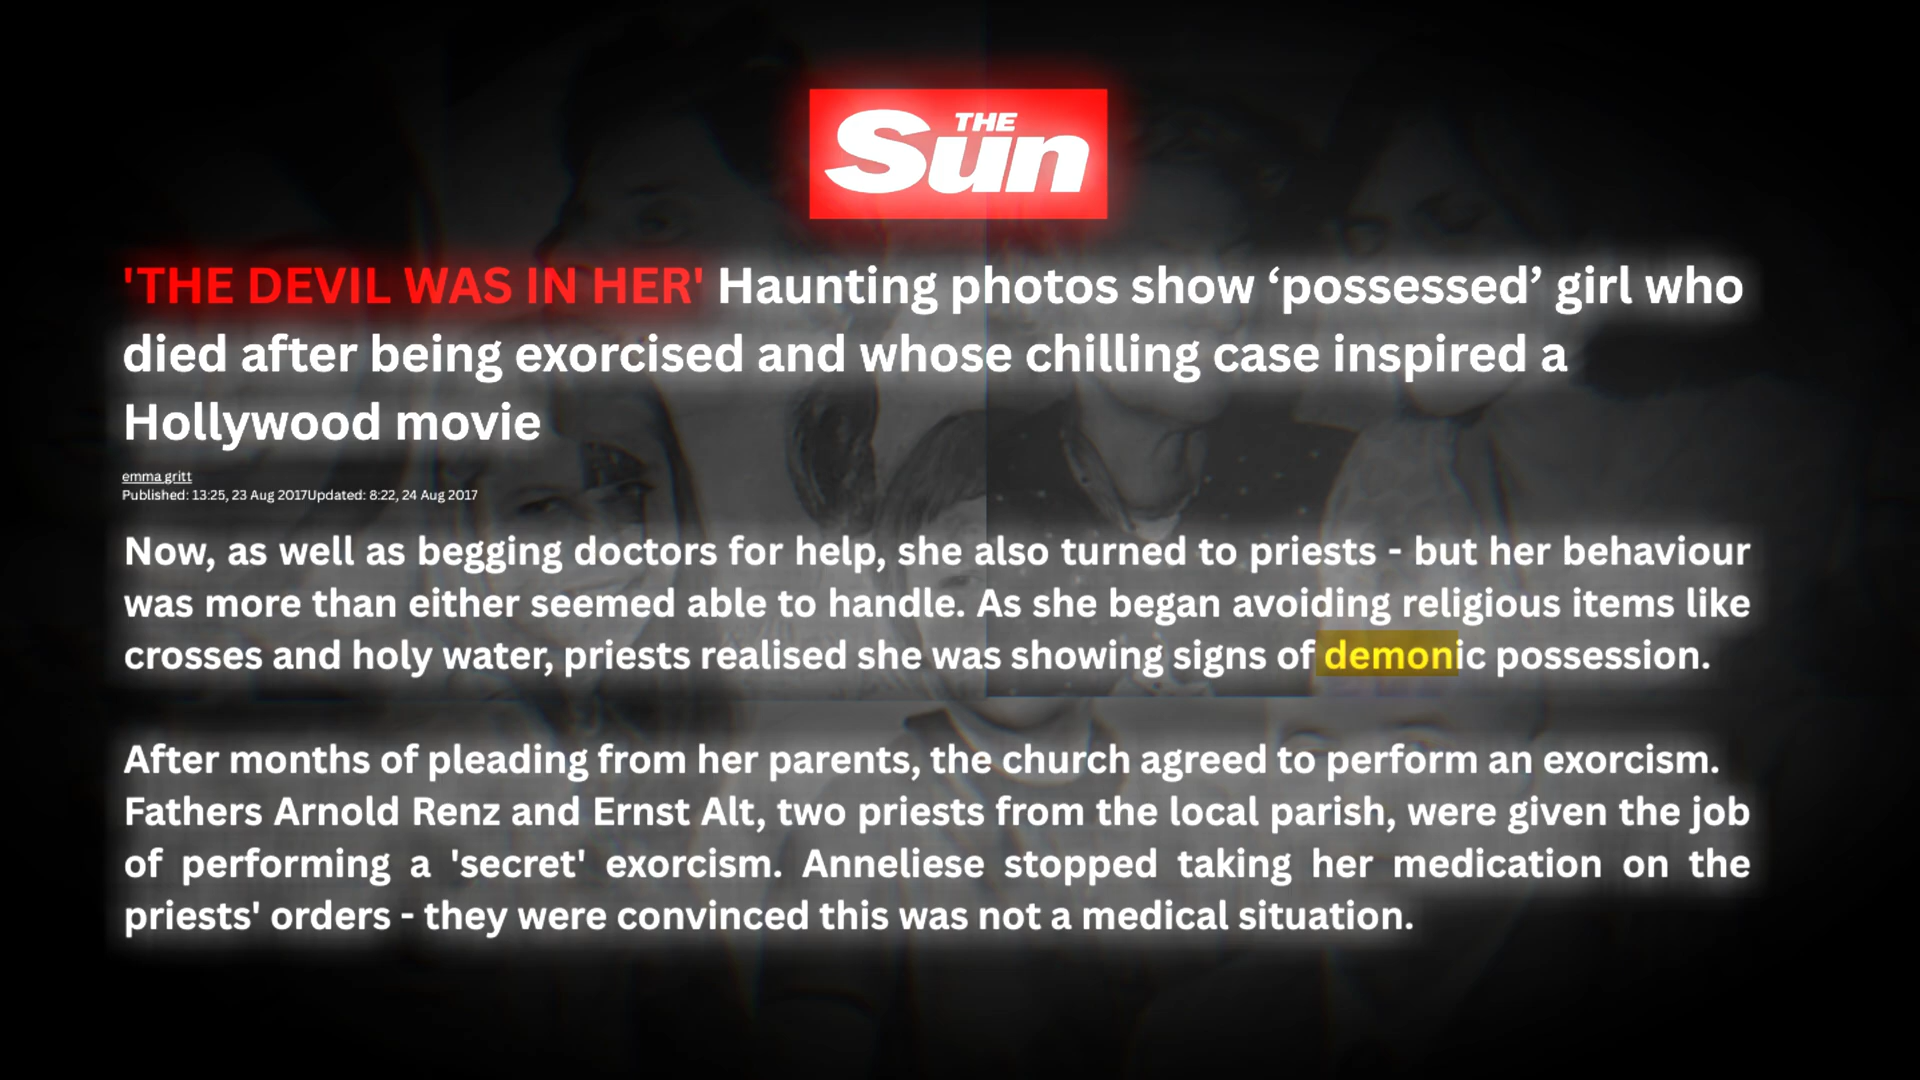 THE
Sun
'THE DEVIL WAS IN HER' Haunting photos show ‘possessed’ girl who
died after being exorcised and whose chilling case inspired a
Hollywood movie
emma gritt
Published: 13:25, 23 Aug 2017Updated: 8:22, 24 Aug 2017
Now, as well as begging doctors for help, she also turned to priests - but her behaviour
was more than either seemed able to handle. As she began avoiding religious items like
crosses and holy water, priests realised she was showing signs of demonic possession.
After months of pleading from her parents, the church agreed to perform an exorcism.
Fathers Arnold Renz and Ernst Alt, two priests from the local parish, were given the job
of performing a 'secret' exorcism. Anneliese stopped taking her medication on the
priests' orders - they were convinced this was not a medical situation.